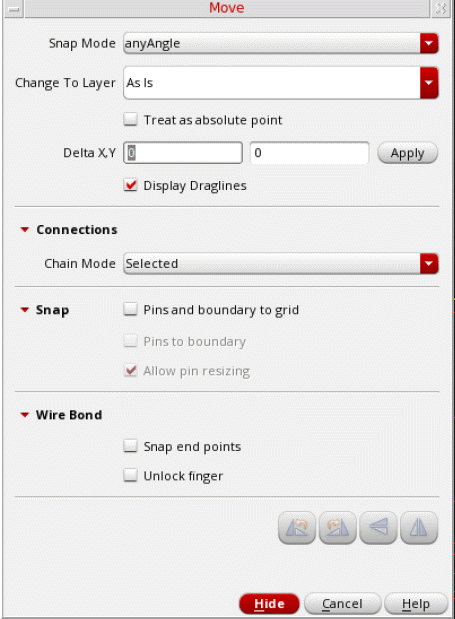 Move
Snap Mode anyAngle
Change To Layer As Is
Treat as absolute point
Delta X,Y 0 0 Apply
Display Draglines
Connections
Chain Mode Selected
Snap Pins and boundary to grid
Pins to boundary
Allow pin resizing
Wire Bond
Snap end points
Unlock finger
Hide Cancel Help